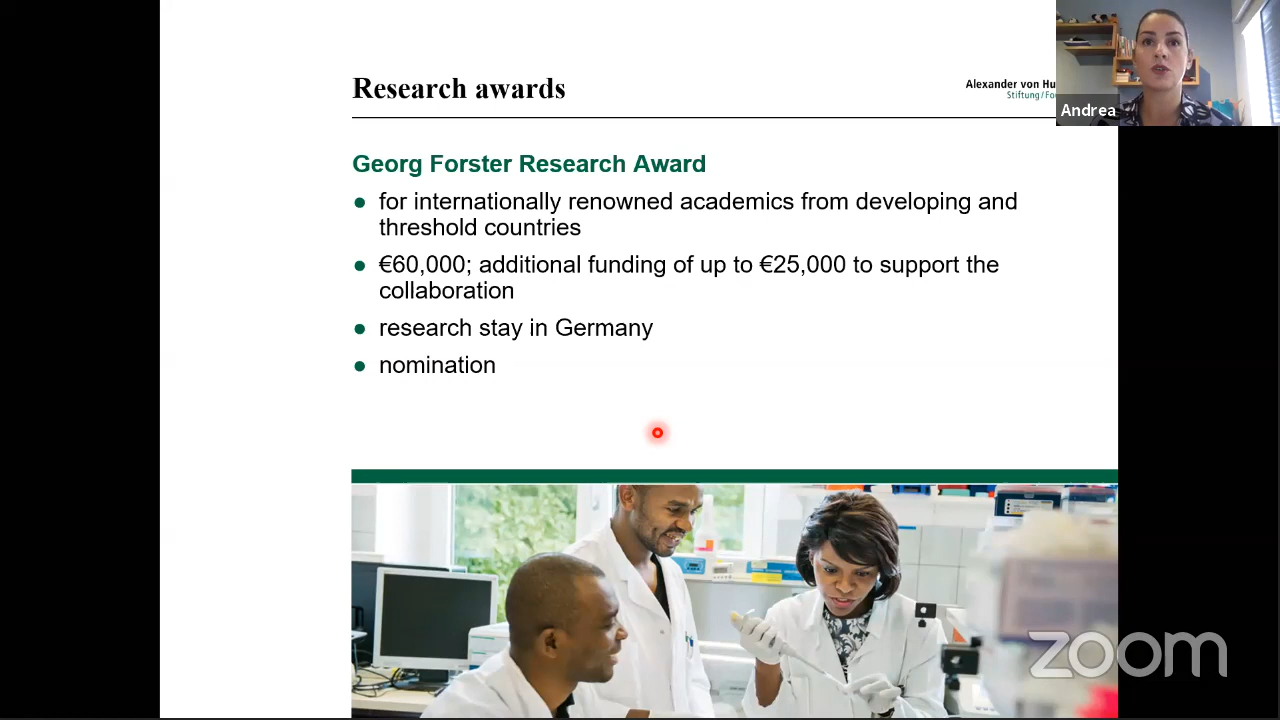 Research awards
Alexander von Hu
Stiftung/Fo
Andrea
Georg Forster Research Award
● for internationally renowned academics from developing and
threshold countries
● €60,000; additional funding of up to €25,000 to support the
collaboration
● research stay in Germany
● nomination
zoom